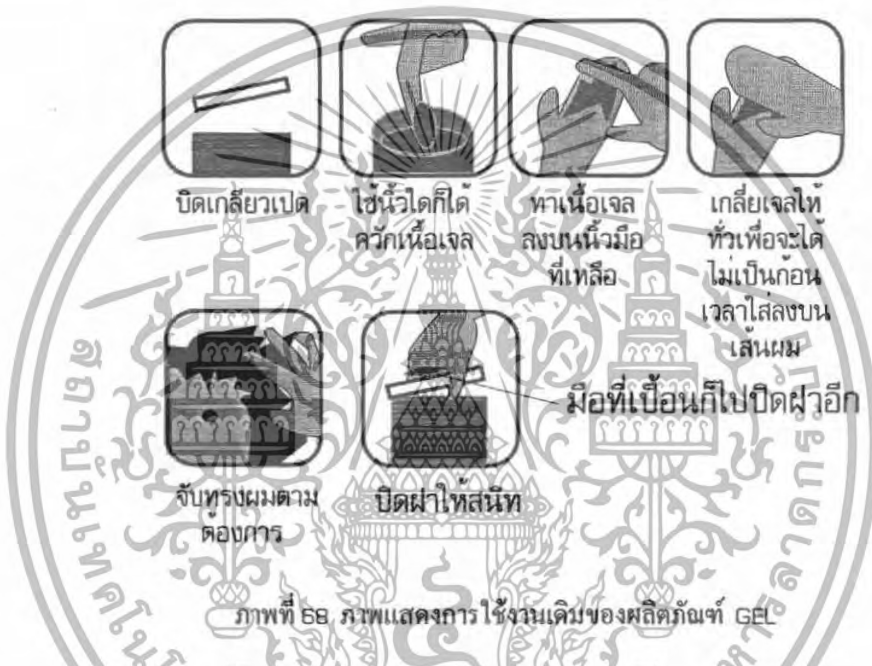 บิดเกลียวเปิด
ใช้นิ้วใดก็ได้
ควักเนื้อเจล
ทาเนื้อเจล
ลงบนนิ้วมือ
ที่เหลือ
เกลี่ยเจลให้
ทั่วเพื่อจะได้
ไม่เป็นก้อน
เวลาใส่ลงบน
เส้นผม
จับทรงผมตาม
ต้องการ
ปิดฝาให้สนิท
มือที่เปื้อนก็ไปปิดฝาอีก
ภาพที่ 68 ภาพแสดงการใช้งานเดิมของผลิตภัณฑ์ GEL